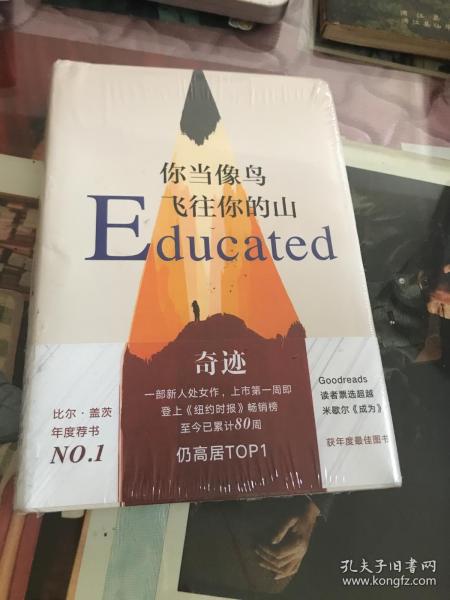 你当像鸟
飞往你的山
Educated
奇迹
一部新人处女作，上市第一周即
登上《纽约时报》畅销榜
至今已累计80周
仍高居TOP1
比尔·盖茨
年度荐书
NO.1
Goodreads
读者票选超越
米歇尔《成为》
获年度最佳图书
孔夫子旧书网
www.kongfz.com